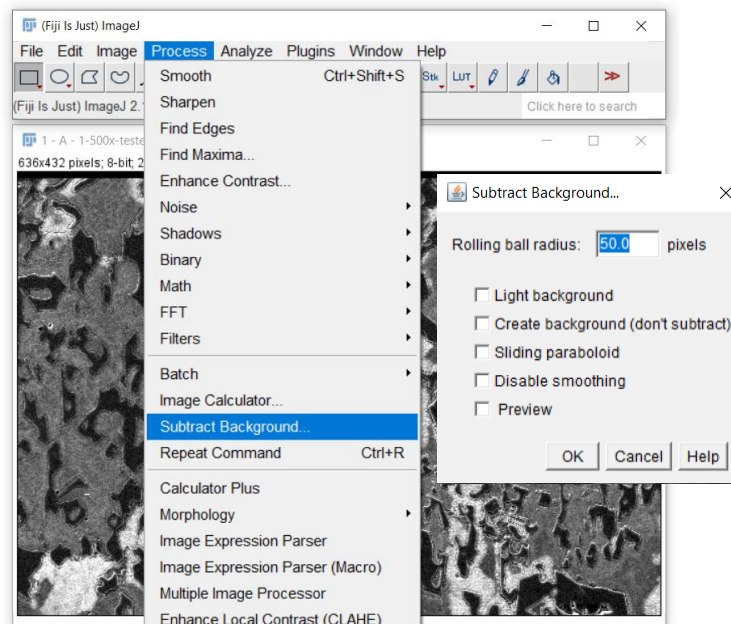 (Fiji Is Just) ImageJ
File Edit Image Process Analyze Plugins Window Help
Stk LUT
(Fiji Is Just) ImageJ 2.
Click here to search
1 - A - 1-500x-teste
636x432 pixels; 8-bit; 2
Smooth Ctrl+Shift+S
Sharpen
Find Edges
Find Maxima...
Enhance Contrast...
Noise
Shadows
Binary
Math
FFT
Filters
Batch
Image Calculator...
Subtract Background...
Repeat Command Ctrl+R
Calculator Plus
Morphology
Image Expression Parser
Image Expression Parser (Macro)
Multiple Image Processor
Enhance Local Contrast (CLAHE)
Subtract Background...
Rolling ball radius: 50.0 pixels
Light background
Create background (don't subtract)
Sliding paraboloid
Disable smoothing
Preview
OK Cancel Help